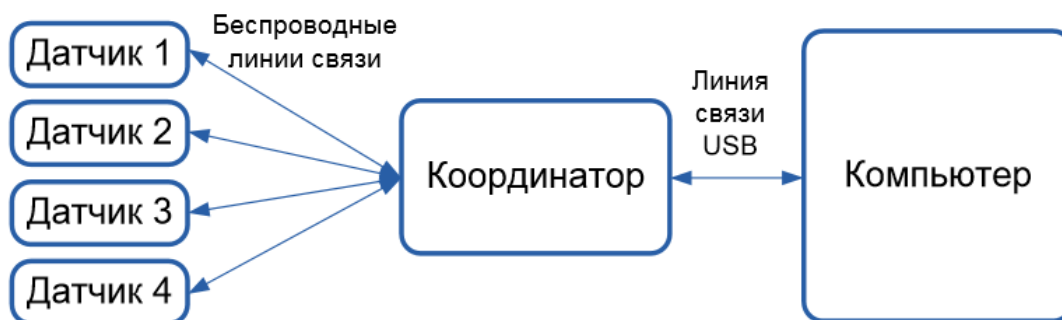 Датчик 1
Датчик 2
Датчик 3
Датчик 4
Беспроводные
линии связи
Координатор
Линия
связи
USB
Компьютер